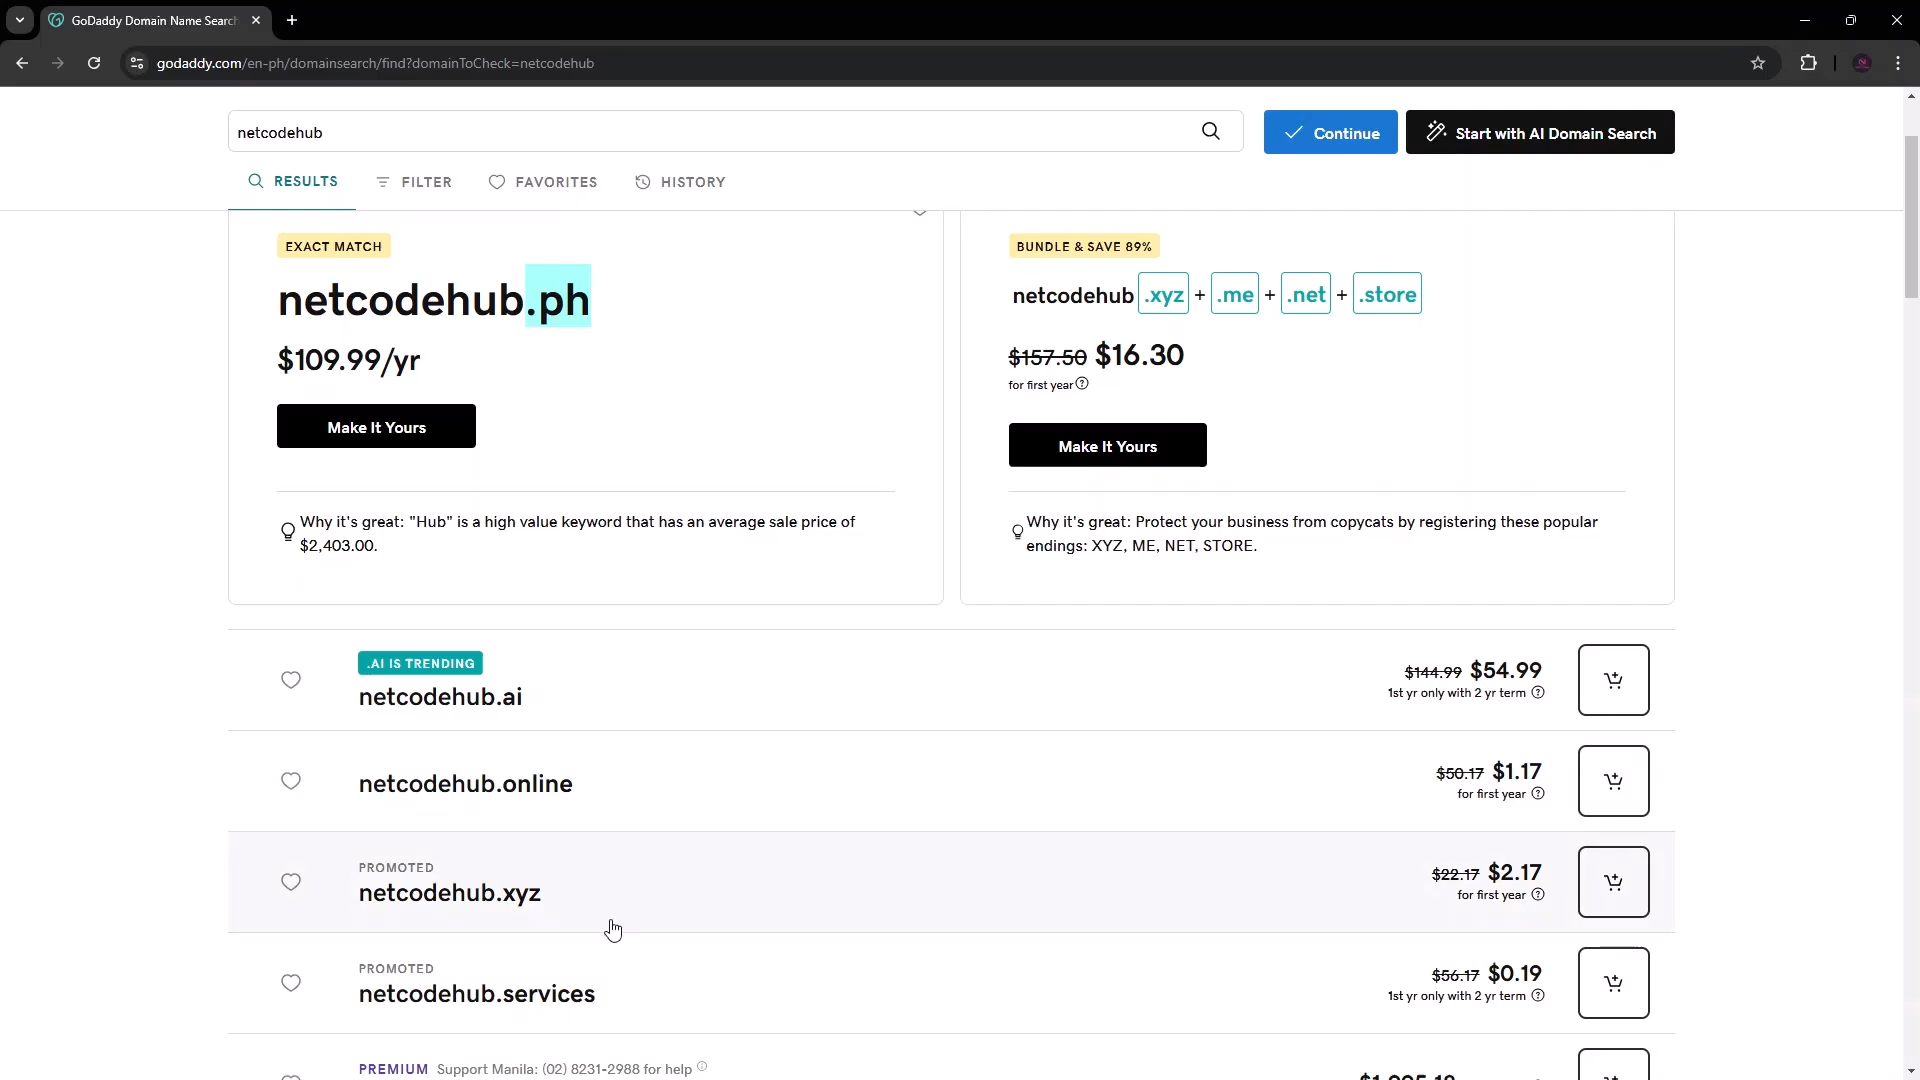 GoDaddy Domain Name Search
godaddy.com/en-ph/domainsearch/find?domainToCheck=netcodehub
netcodehub
Continue
Start with AI Domain Search
RESULTS
FILTER
FAVORITES
HISTORY
EXACT MATCH
netcodehub.ph
$109.99/yr
Make It Yours
Why it's great: "Hub" is a high value keyword that has an average sale price of
$2,403.00.
BUNDLE & SAVE 89%
netcodehub .xyz + .me + .net + .store
$157.50 $16.30
for first year
Make It Yours
Why it's great: Protect your business from copycats by registering these popular
endings: XYZ, ME, NET, STORE.
.AI IS TRENDING
netcodehub.ai
$144.99 $54.99
1st yr only with 2 yr term
netcodehub.online
$50.17 $1.17
for first year
PROMOTED
netcodehub.xyz
$22.17 $2.17
for first year
PROMOTED
netcodehub.services
$56.17 $0.19
1st yr only with 2 yr term
PREMIUM Support Manila: (02) 8231-2988 for help